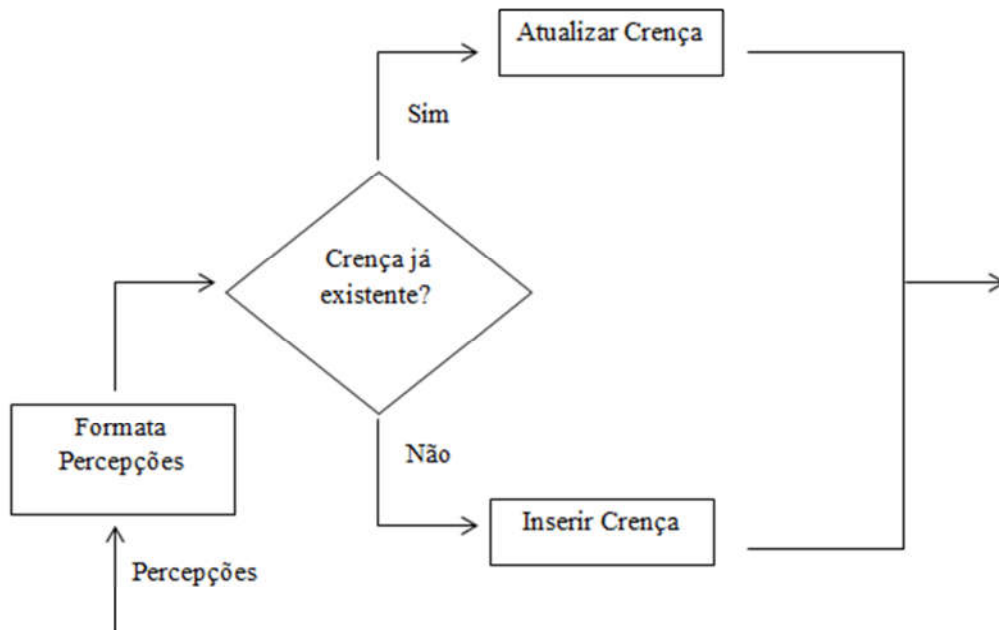 Atualizar Crença
Sim
Crença já
existente?
Formata
Percepções
Não
Inserir Crença
Percepções